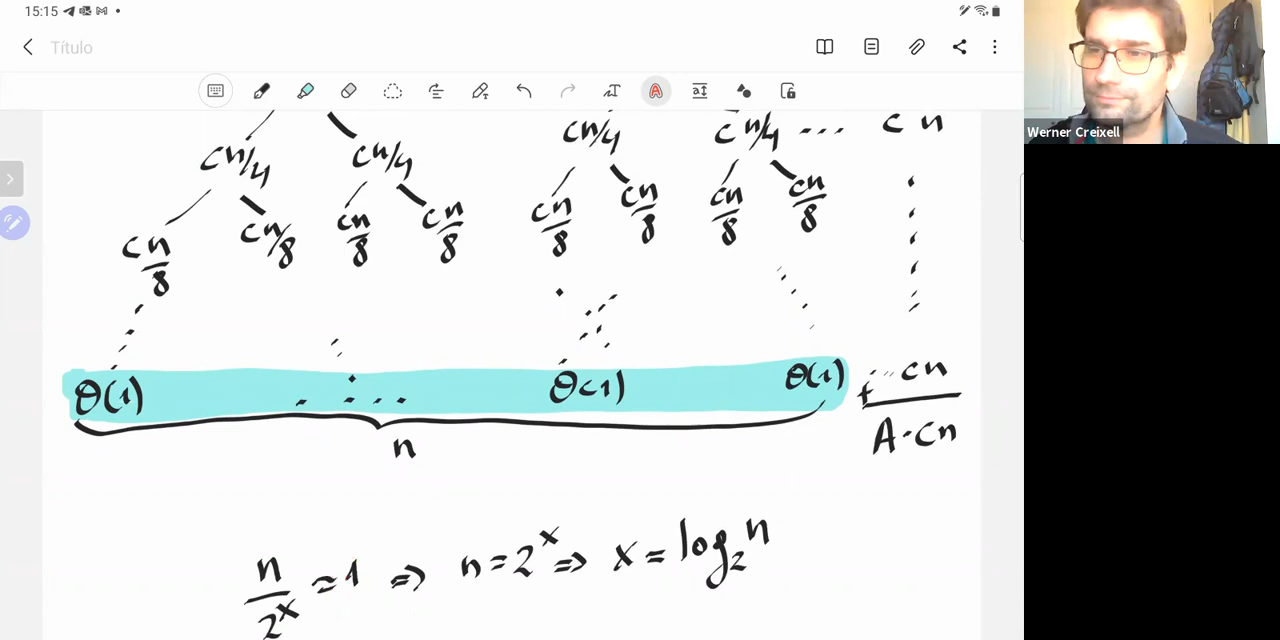 15:15
Título
Werner Creixell
cn/4 cn/4 ... cn
cn/4 cn/4
cn/8 cn/8 cn/8 cn/8 cn/8 cn/8 cn/8 cn/8
Θ(1) .... Θ(1) Θ(1) + cn
n A·cn
n/2^x = 1 ⇒ n = 2^x ⇒ x = log₂ n